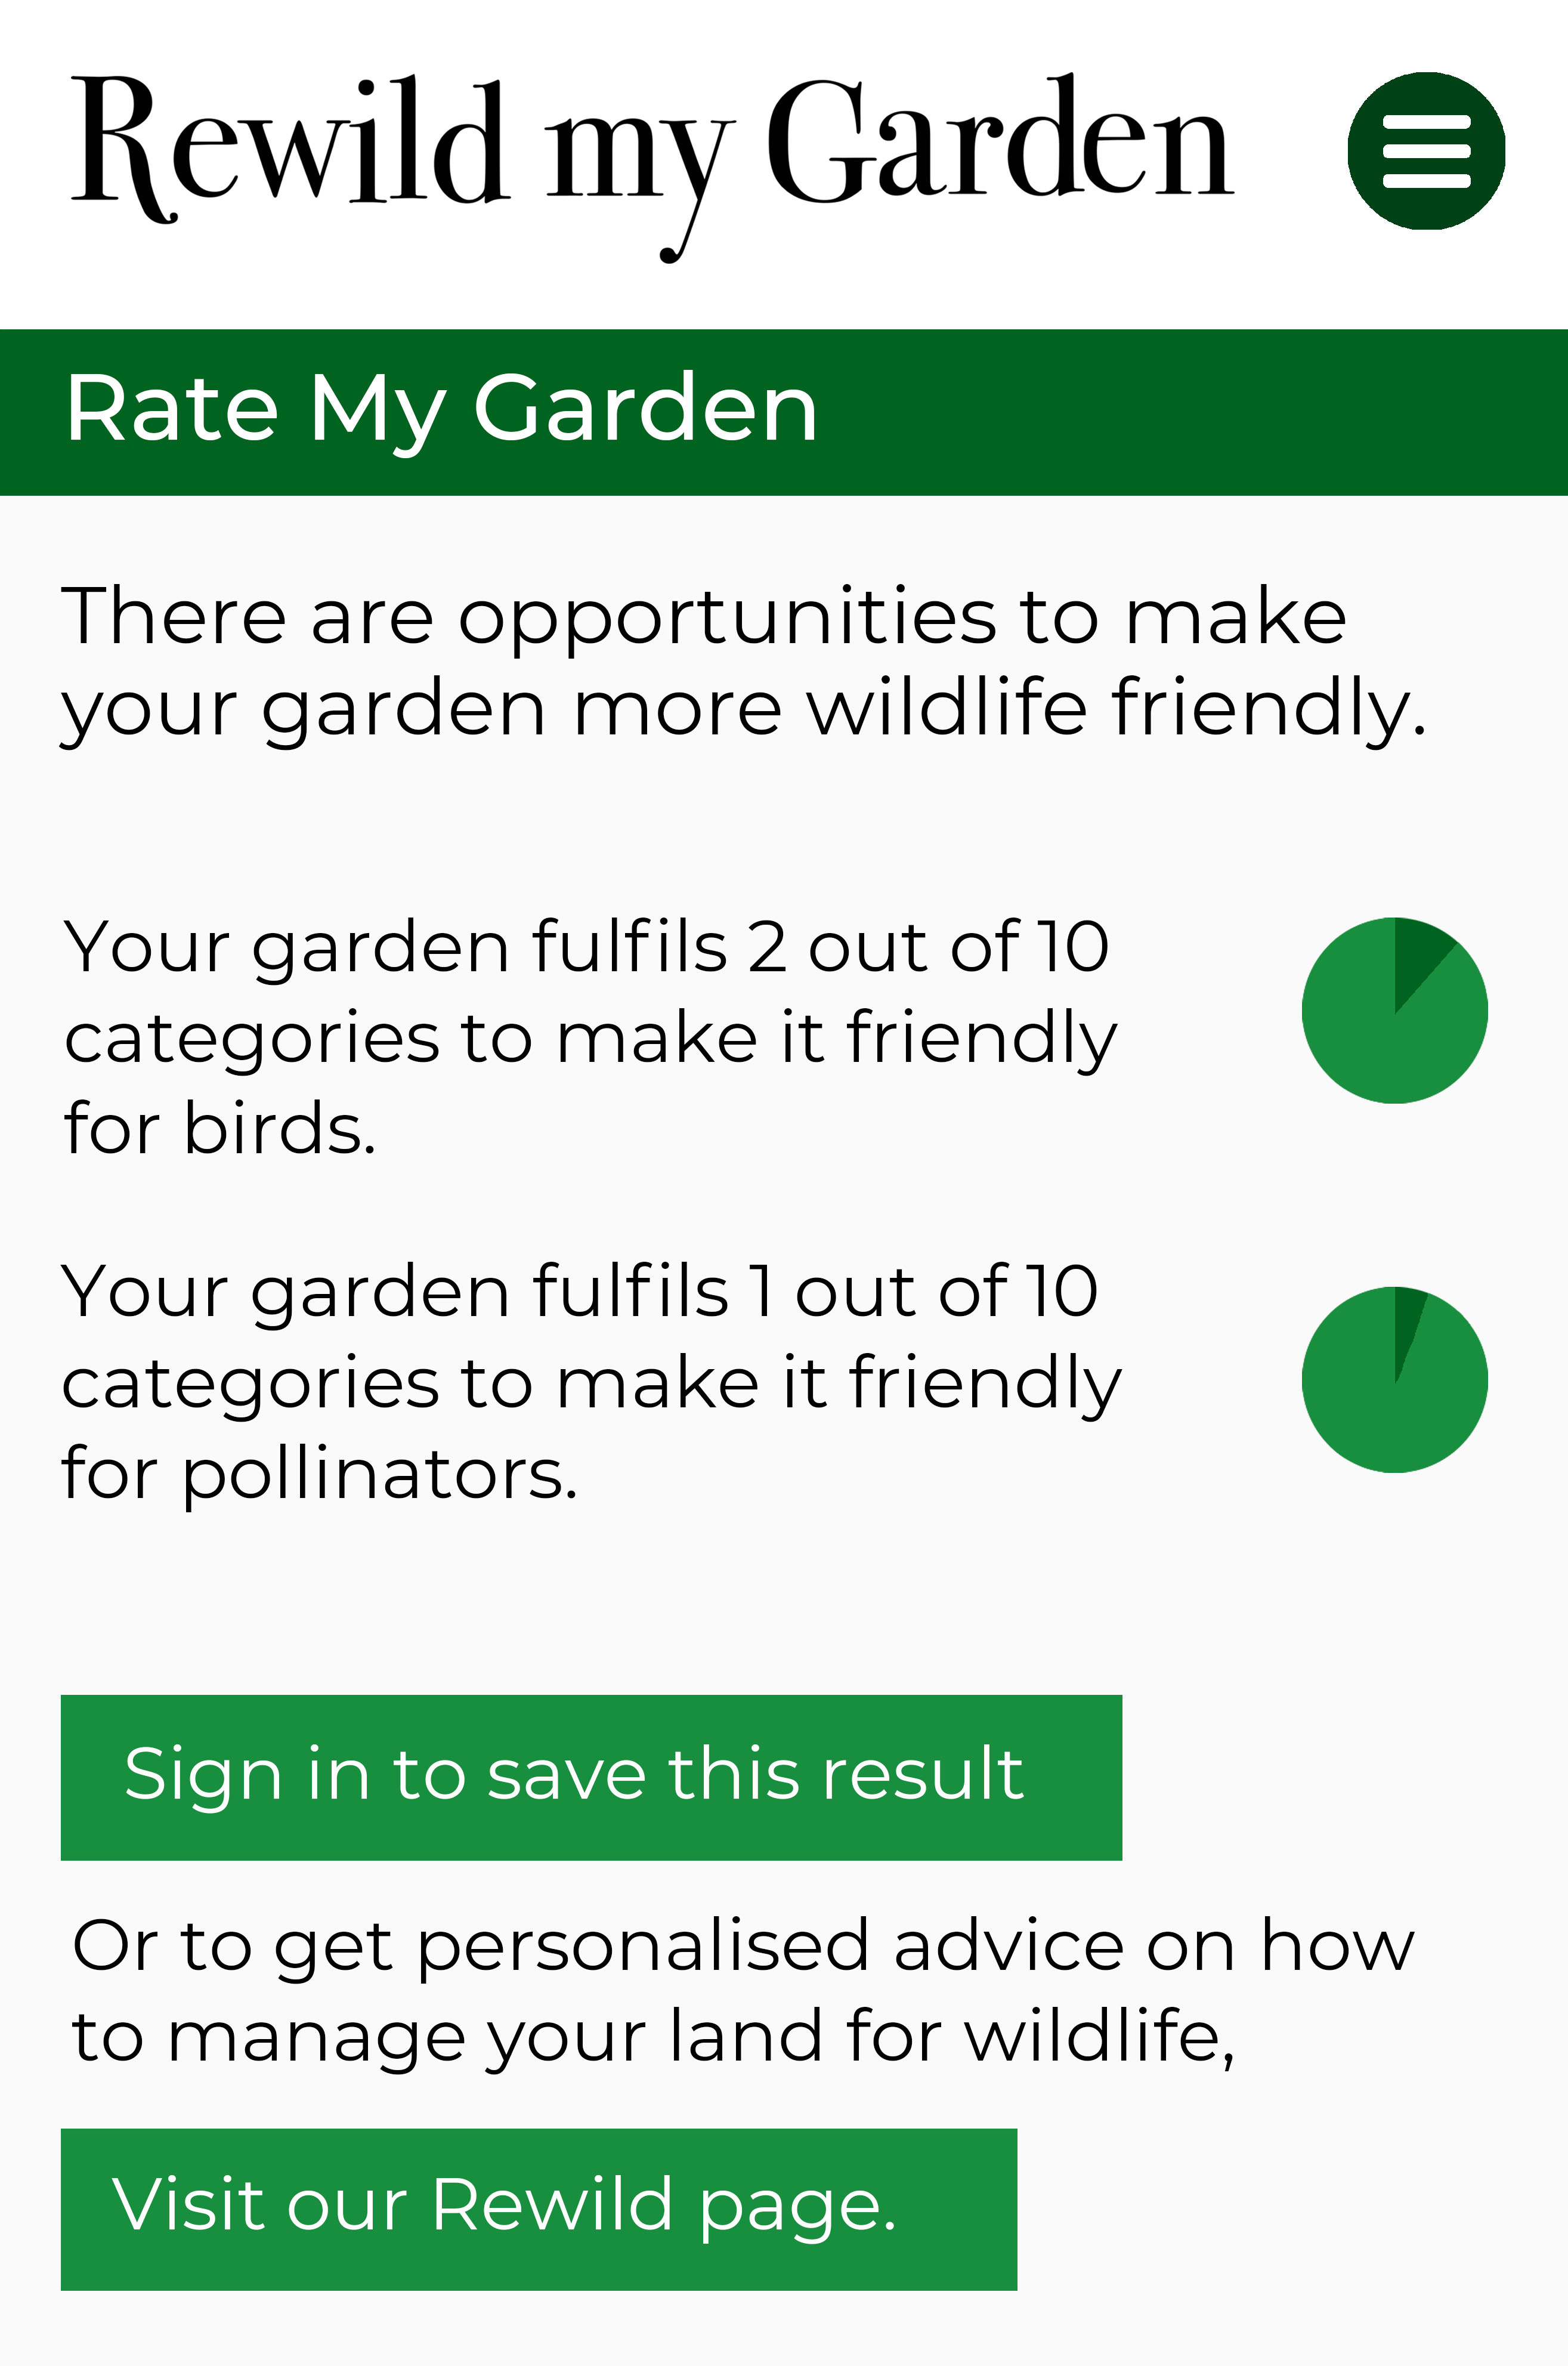 Rewild my Garden
Rate My Garden
There are opportunities to make
your garden more wildlife friendly.
Your garden fulfils 2 out of 10
categories to make it friendly
for birds.
Your garden fulfils 1 out of 10
categories to make it friendly
for pollinators.
Sign in to save this result
Or to get personalised advice on how
to manage your land for wildlife,
Visit our Rewild page.